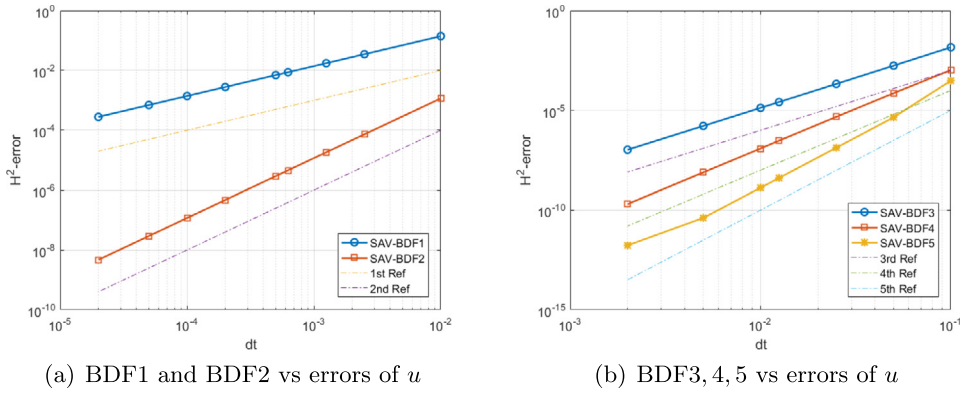 10^0
10^-2
10^-4
10^-6
10^-8
10^-10
H^2-error
10^-5
10^-4
10^-3
10^-2
dt
SAV-BDF1
SAV-BDF2
1st Ref
2nd Ref
(a) BDF1 and BDF2 vs errors of u
10^0
10^-5
10^-10
10^-15
H^2-error
10^-3
10^-2
10^-1
dt
SAV-BDF3
SAV-BDF4
SAV-BDF5
3rd Ref
4th Ref
5th Ref
(b) BDF3, 4, 5 vs errors of u